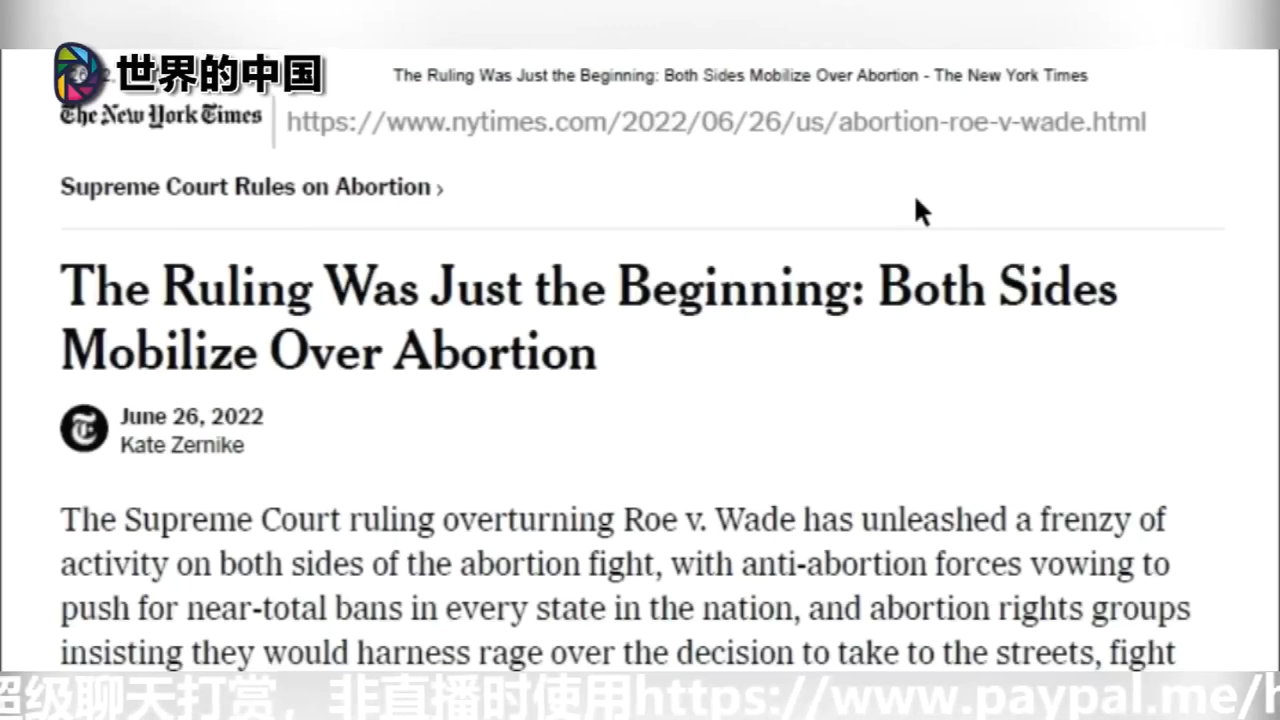 世界的中国
The Ruling Was Just the Beginning: Both Sides Mobilize Over Abortion - The New York Times
The New York Times
https://www.nytimes.com/2022/06/26/us/abortion-roe-v-wade.html
Supreme Court Rules on Abortion ›
The Ruling Was Just the Beginning: Both Sides
Mobilize Over Abortion
June 26, 2022
Kate Zernike
The Supreme Court ruling overturning Roe v. Wade has unleashed a frenzy of
activity on both sides of the abortion fight, with anti-abortion forces vowing to
push for near-total bans in every state in the nation, and abortion rights groups
insisting they would harness rage over the decision to take to the streets, fight
超级聊天打赏，非直播时使用https://www.paypal.me/h